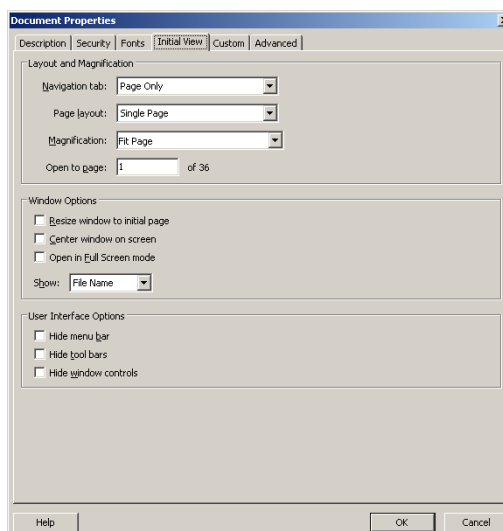 Document Properties
Description Security Fonts Initial View Custom Advanced
Layout and Magnification
Navigation tab: Page Only
Page layout: Single Page
Magnification: Fit Page
Open to page: 1 of 36
Window Options
Resize window to initial page
Center window on screen
Open in Full Screen mode
Show: File Name
User Interface Options
Hide menu bar
Hide tool bars
Hide window controls
Help OK Cancel